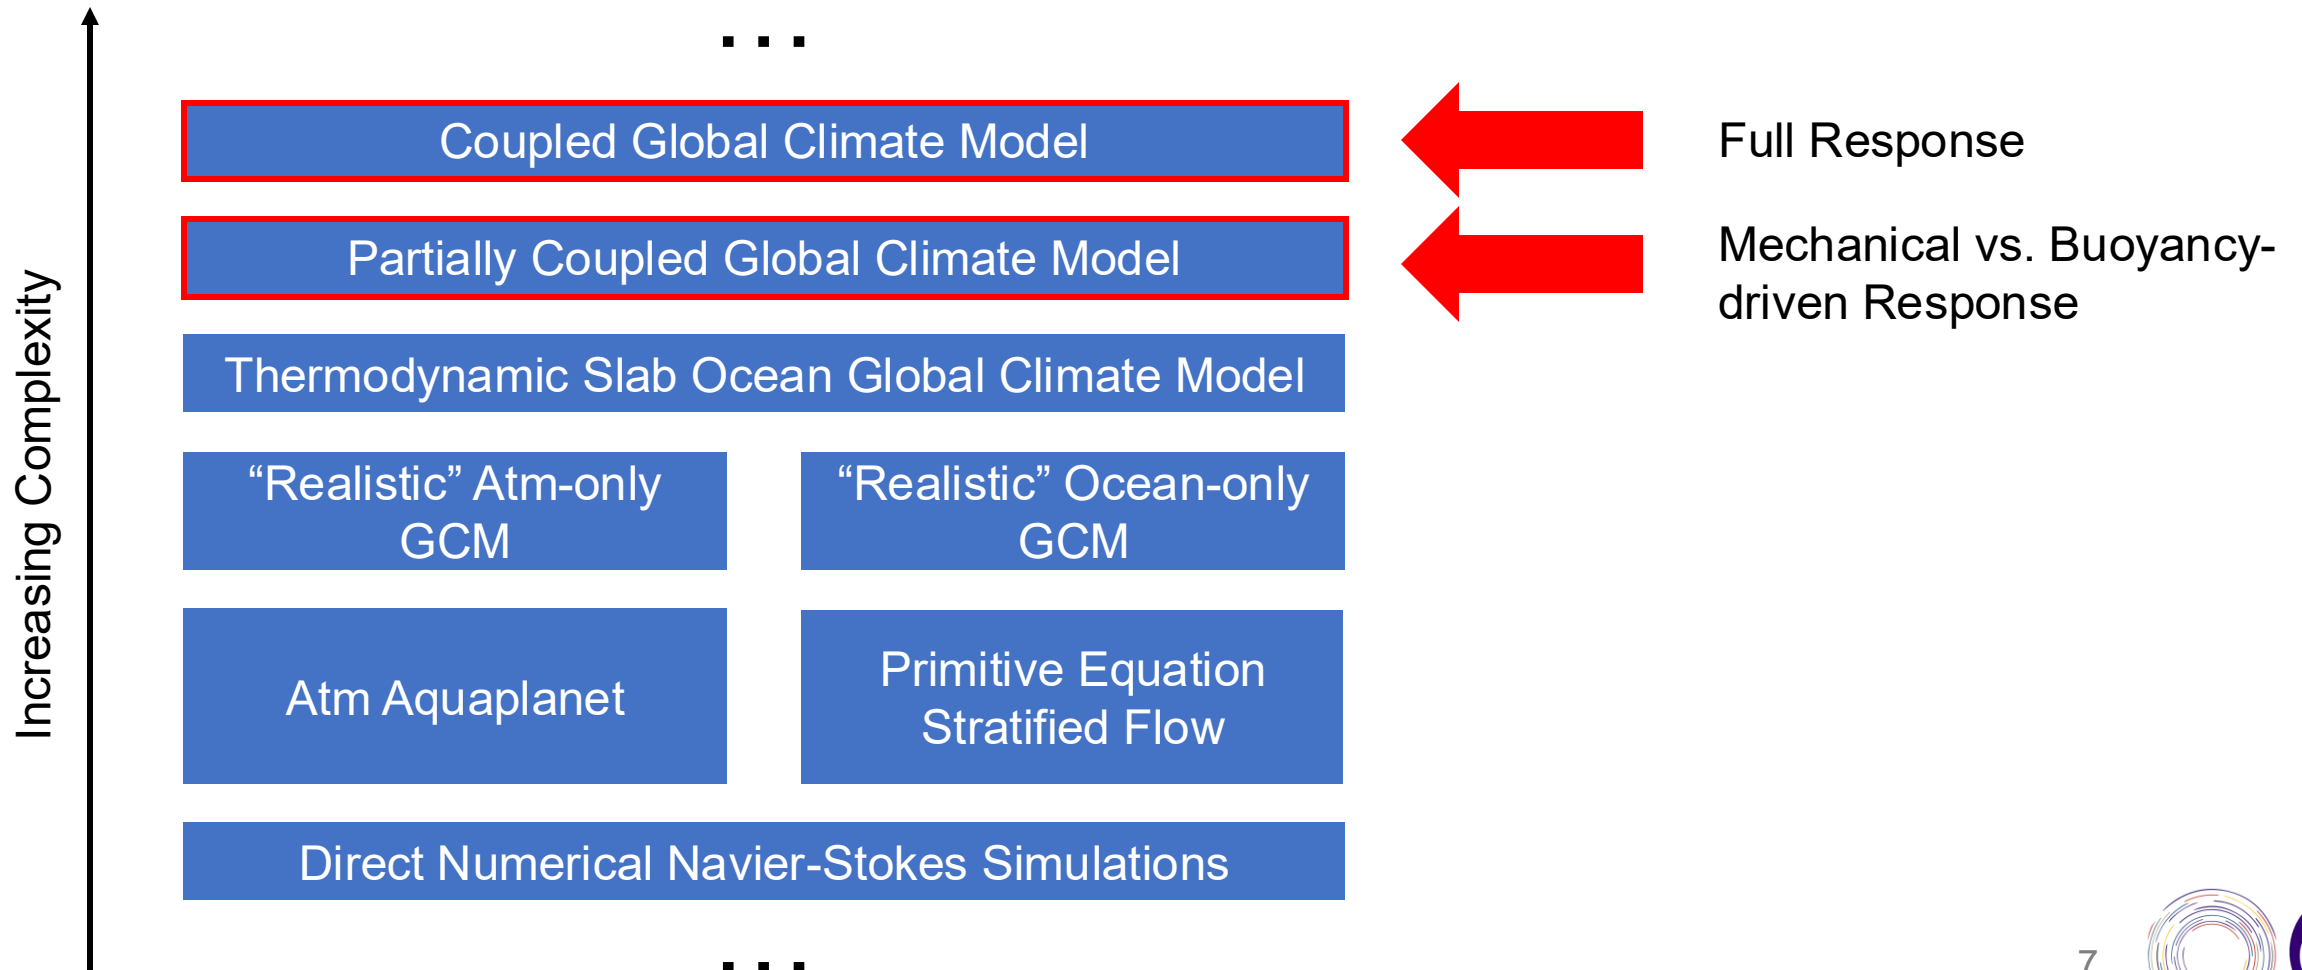 ...
Coupled Global Climate Model
Full Response
Partially Coupled Global Climate Model
Mechanical vs. Buoyancy-
driven Response
Thermodynamic Slab Ocean Global Climate Model
“Realistic” Atm-only
GCM
“Realistic” Ocean-only
GCM
Atm Aquaplanet
Primitive Equation
Stratified Flow
Direct Numerical Navier-Stokes Simulations
...
Increasing Complexity
7